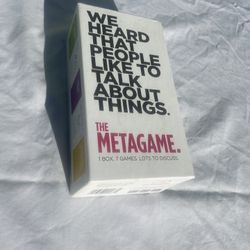 WE
HEARD
THAT
PEOPLE
LIKE TO
TALK
ABOUT
THINGS.
THE
METAGAME.
1 BOX. 7 GAMES. LOTS TO DISCUSS.